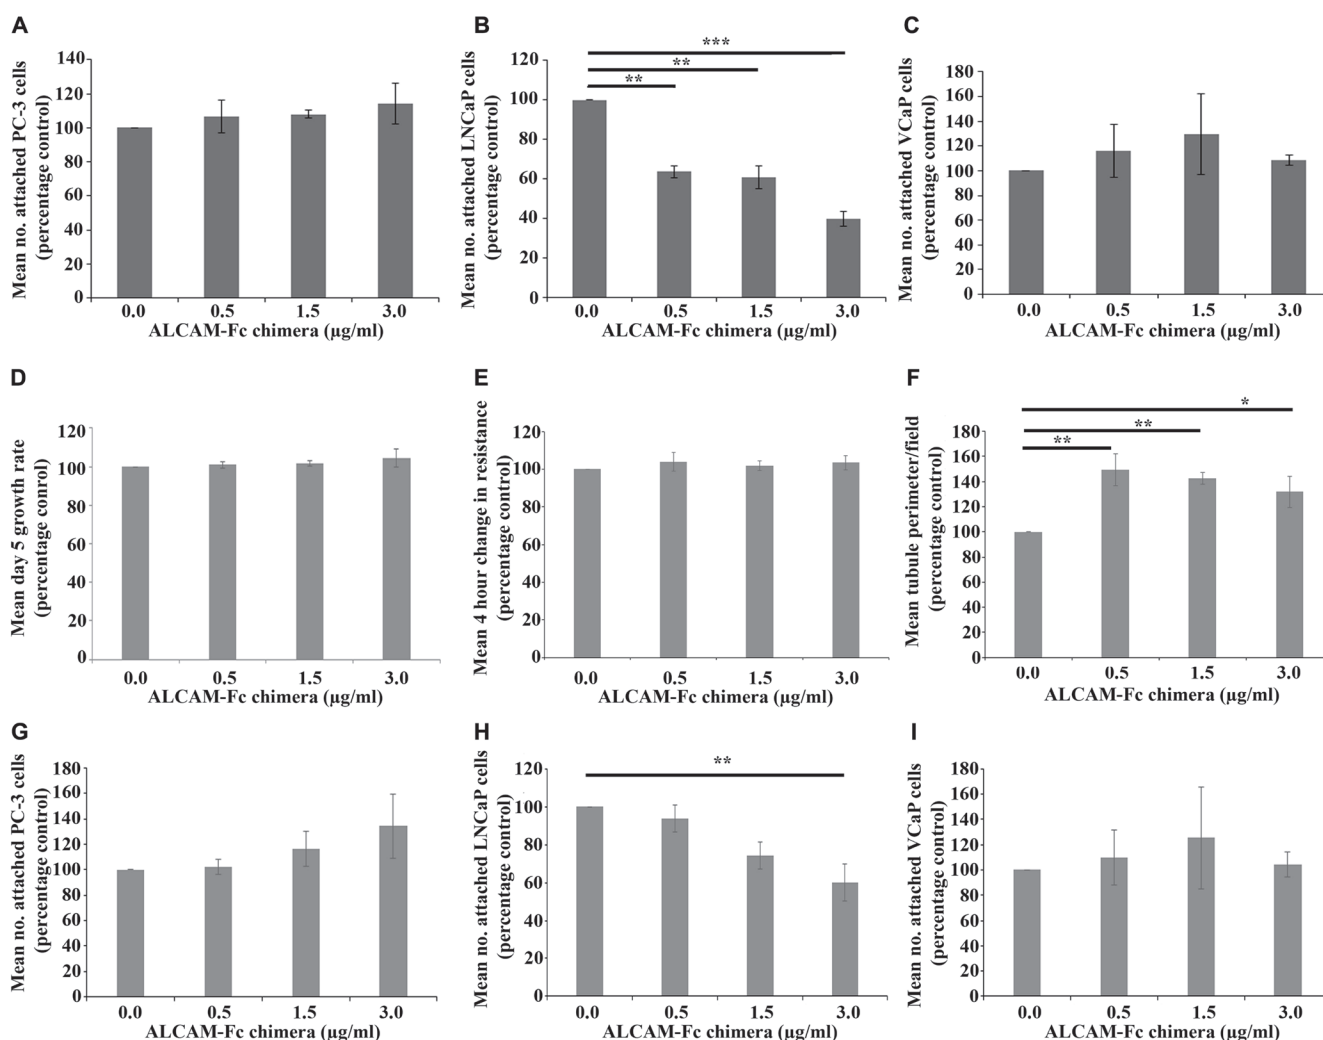 A
Mean no. attached PC-3 cells
(percentage control)
140
120
100
80
60
40
20
0
0.0 0.5 1.5 3.0
ALCAM-Fc chimera (µg/ml)
B
Mean no. attached LNCaP cells
(percentage control)
120
100
80
60
40
20
0
***
**
**
0.0 0.5 1.5 3.0
ALCAM-Fc chimera (µg/ml)
C
Mean no. attached VCaP cells
(percentage control)
180
160
140
120
100
80
60
40
20
0
0.0 0.5 1.5 3.0
ALCAM-Fc chimera (µg/ml)
D
Mean day 5 growth rate
(percentage conrol)
120
100
80
60
40
20
0
0.0 0.5 1.5 3.0
ALCAM-Fc chimera (µg/ml)
E
Mean 4 hour change in resistance
(percentage control)
120
100
80
60
40
20
0
0.0 0.5 1.5 3.0
ALCAM-Fc chimera (µg/ml)
F
Mean tubule perimeter/field
(percentage control)
180
160
140
120
100
80
60
40
20
0
*
**
**
0.0 0.5 1.5 3.0
ALCAM-Fc chimera (µg/ml)
G
Mean no. attached PC-3 cells
(percentage control)
180
160
140
120
100
80
60
40
20
0
0.0 0.5 1.5 3.0
ALCAM-Fc chimera (µg/ml)
H
Mean no. attached LNCaP cells
(percentage control)
120
100
80
60
40
20
0
**
0.0 0.5 1.5 3.0
ALCAM-Fc chimera (µg/ml)
I
Mean no. attached VCaP cells
(percentage control)
180
160
140
120
100
80
60
40
20
0
0.0 0.5 1.5 3.0
ALCAM-Fc chimera (µg/ml)